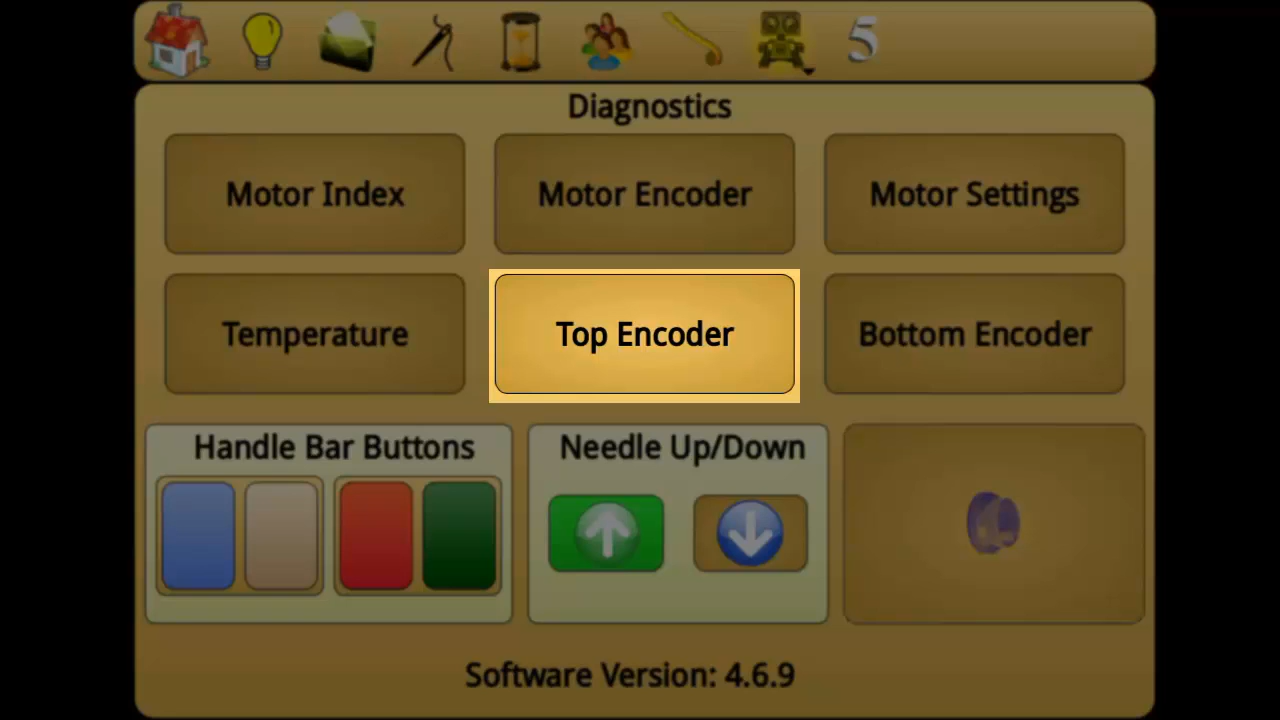 5
Diagnostics
Motor Index
Motor Encoder
Motor Settings
Temperature
Top Encoder
Bottom Encoder
Handle Bar Buttons
Needle Up/Down
Software Version: 4.6.9